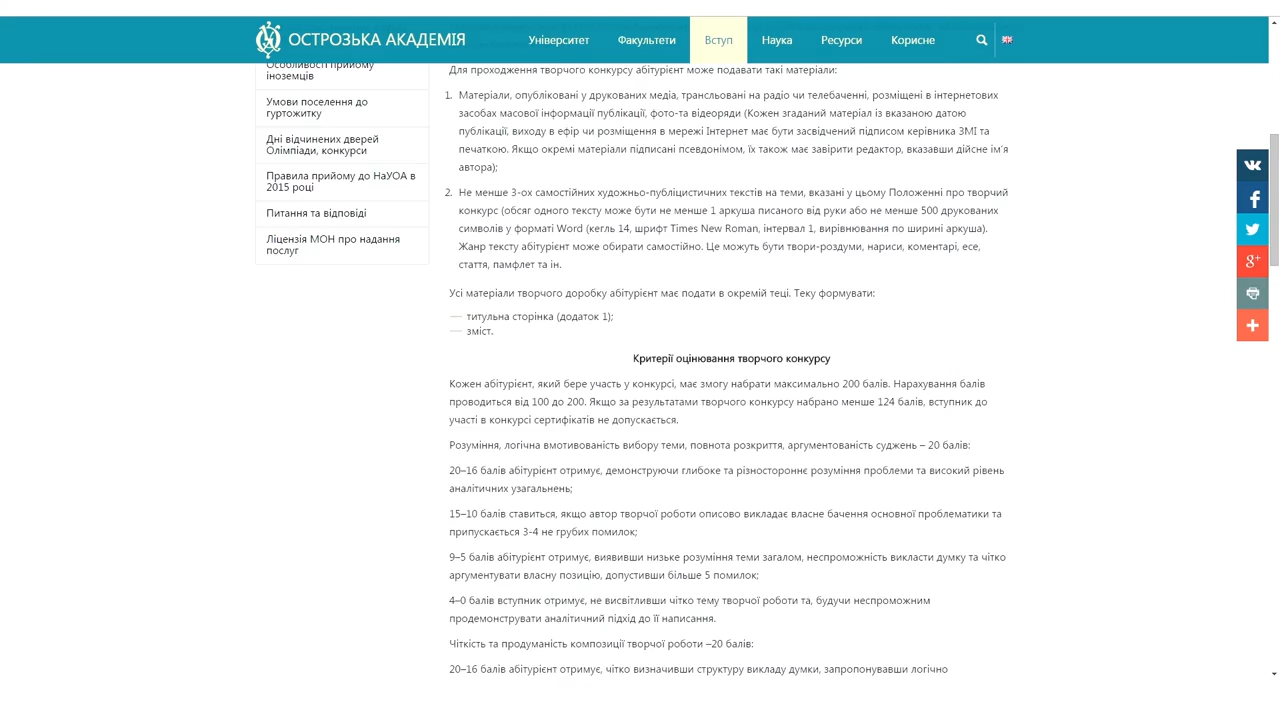 ОСТРОЗЬКА АКАДЕМІЯ
Університет
Факультети
Вступ
Наука
Ресурси
Корисне
Особливості прийому
іноземців
Умови поселення до
гуртожитку
Дні відчинених дверей
Олімпіади, конкурси
Правила прийому до НаУОА в
2015 році
Питання та відповіді
Ліцензія МОН про надання
послуг
Для проходження творчого конкурсу абітурієнт може подавати такі матеріали:
1. Матеріали, опубліковані у друкованих медіа, трансльовані на радіо чи телебаченні, розміщені в інтернетових
засобах масової інформації публікації, фото-та відеоряди (Кожен згаданий матеріал із вказаною датою
публікації, виходу в ефір чи розміщення в мережі Інтернет має бути засвідчений підписом керівника ЗМІ та
печаткою. Якщо окремі матеріали підписані псевдонімом, їх також має завірити редактор, вказавши дійсне ім’я
автора);
2. Не менше 3-ох самостійних художньо-публіцистичних текстів на теми, вказані у цьому Положенні про творчий
конкурс (обсяг одного тексту може бути не менше 1 аркуша писаного від руки або не менше 500 друкованих
символів у форматі Word (кегль 14, шрифт Times New Roman, інтервал 1, вирівнювання по ширині аркуша).
Жанр тексту абітурієнт може обирати самостійно. Це можуть бути твори-роздуми, нариси, коментарі, есе,
стаття, памфлет та ін.
Усі матеріали творчого доробку абітурієнт має подати в окремій теці. Теку формувати:
— титульна сторінка (додаток 1);
— зміст.
Критерії оцінювання творчого конкурсу
Кожен абітурієнт, який бере участь у конкурсі, має змогу набрати максимально 200 балів. Нарахування балів
проводиться від 100 до 200. Якщо за результатами творчого конкурсу набрано менше 124 балів, вступник до
участі в конкурсі сертифікатів не допускається.
Розуміння, логічна вмотивованість вибору теми, повнота розкриття, аргументованість суджень – 20 балів:
20–16 балів абітурієнт отримує, демонструючи глибоке та різностороннє розуміння проблеми та високий рівень
аналітичних узагальнень;
15–10 балів ставиться, якщо автор творчої роботи описово викладає власне бачення основної проблематики та
припускається 3-4 не грубих помилок;
9–5 балів абітурієнт отримує, виявивши низьке розуміння теми загалом, неспроможність викласти думку та чітко
аргументувати власну позицію, допустивши більше 5 помилок;
4–0 балів вступник отримує, не висвітливши чітко тему творчої роботи та, будучи неспроможним
продемонструвати аналітичний підхід до її написання.
Чіткість та продуманість композиції творчої роботи –20 балів:
20–16 балів абітурієнт отримує, чітко визначивши структуру викладу думки, запропонувавши логічно